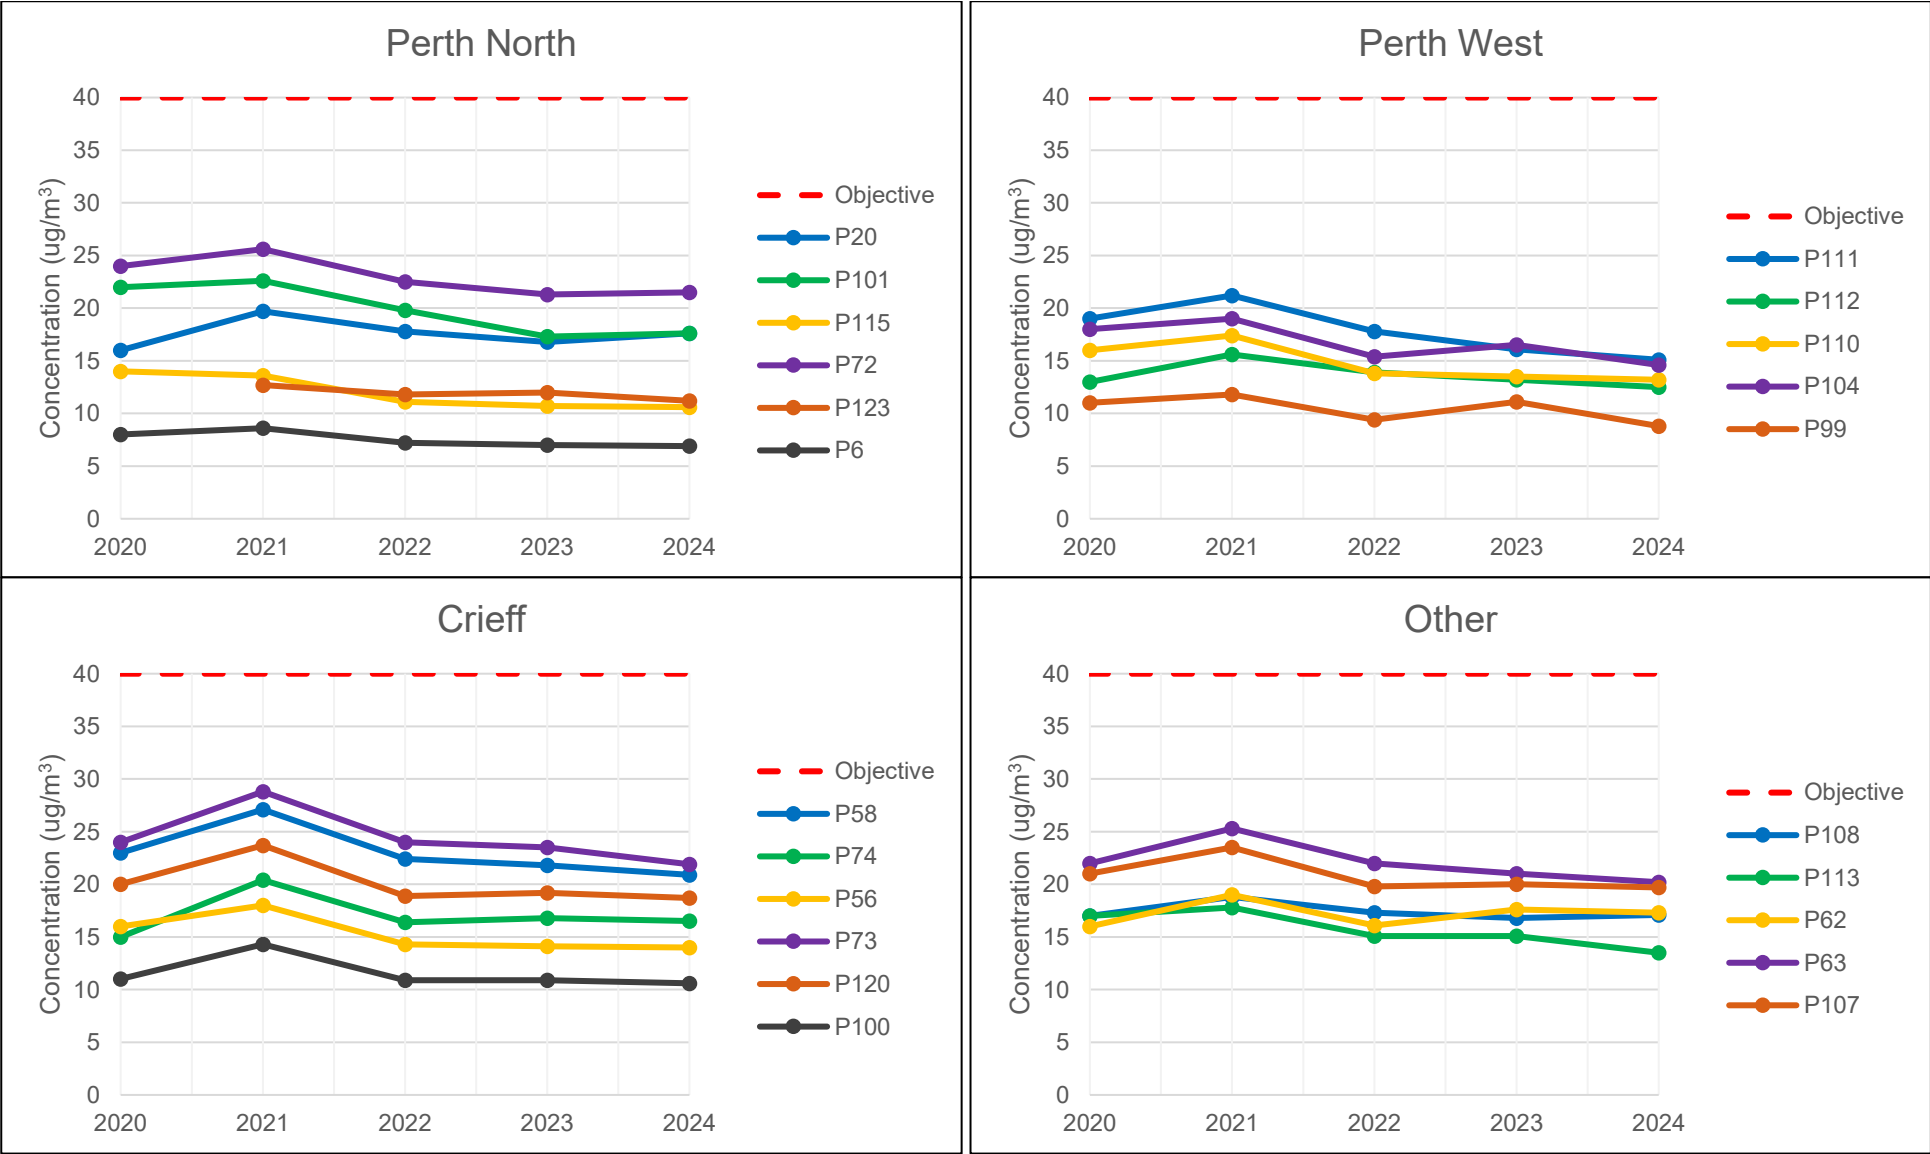 Perth North
Concentration (ug/m³)
40
35
30
25
20
15
10
5
0
2020 2021 2022 2023 2024
Objective
P20
P101
P115
P72
P123
P6
Perth West
Concentration (ug/m³)
40
35
30
25
20
15
10
5
0
2020 2021 2022 2023 2024
Objective
P111
P112
P110
P104
P99
Crieff
Concentration (ug/m³)
40
35
30
25
20
15
10
5
0
2020 2021 2022 2023 2024
Objective
P58
P74
P56
P73
P120
P100
Other
Concentration (ug/m³)
40
35
30
25
20
15
10
5
0
2020 2021 2022 2023 2024
Objective
P108
P113
P62
P63
P107